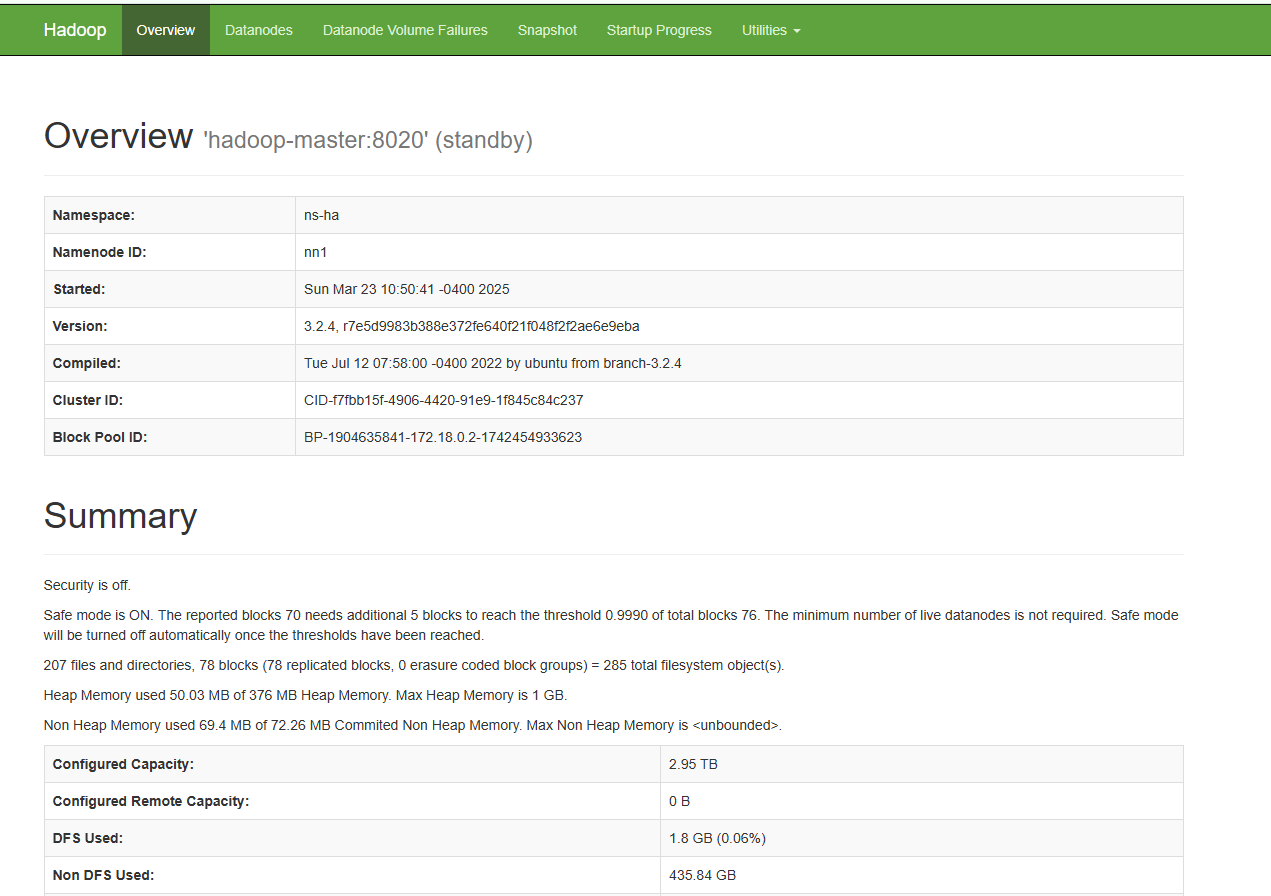 Hadoop Overview Datanodes Datanode Volume Failures Snapshot Startup Progress Utilities
Overview 'hadoop-master:8020' (standby)
Namespace: ns-ha
Namenode ID: nn1
Started: Sun Mar 23 10:50:41 -0400 2025
Version: 3.2.4, r7e5d9983b388e372fe640f21f048f2f2ae6e9eba
Compiled: Tue Jul 12 07:58:00 -0400 2022 by ubuntu from branch-3.2.4
Cluster ID: CID-f7fbb15f-4906-4420-91e9-1f845c84c237
Block Pool ID: BP-1904635841-172.18.0.2-1742454933623
Summary
Security is off.
Safe mode is ON. The reported blocks 70 needs additional 5 blocks to reach the threshold 0.9990 of total blocks 76. The minimum number of live datanodes is not required. Safe mode
will be turned off automatically once the thresholds have been reached.
207 files and directories, 78 blocks (78 replicated blocks, 0 erasure coded block groups) = 285 total filesystem object(s).
Heap Memory used 50.03 MB of 376 MB Heap Memory. Max Heap Memory is 1 GB.
Non Heap Memory used 69.4 MB of 72.26 MB Commited Non Heap Memory. Max Non Heap Memory is <unbounded>.
Configured Capacity: 2.95 TB
Configured Remote Capacity: 0 B
DFS Used: 1.8 GB (0.06%)
Non DFS Used: 435.84 GB